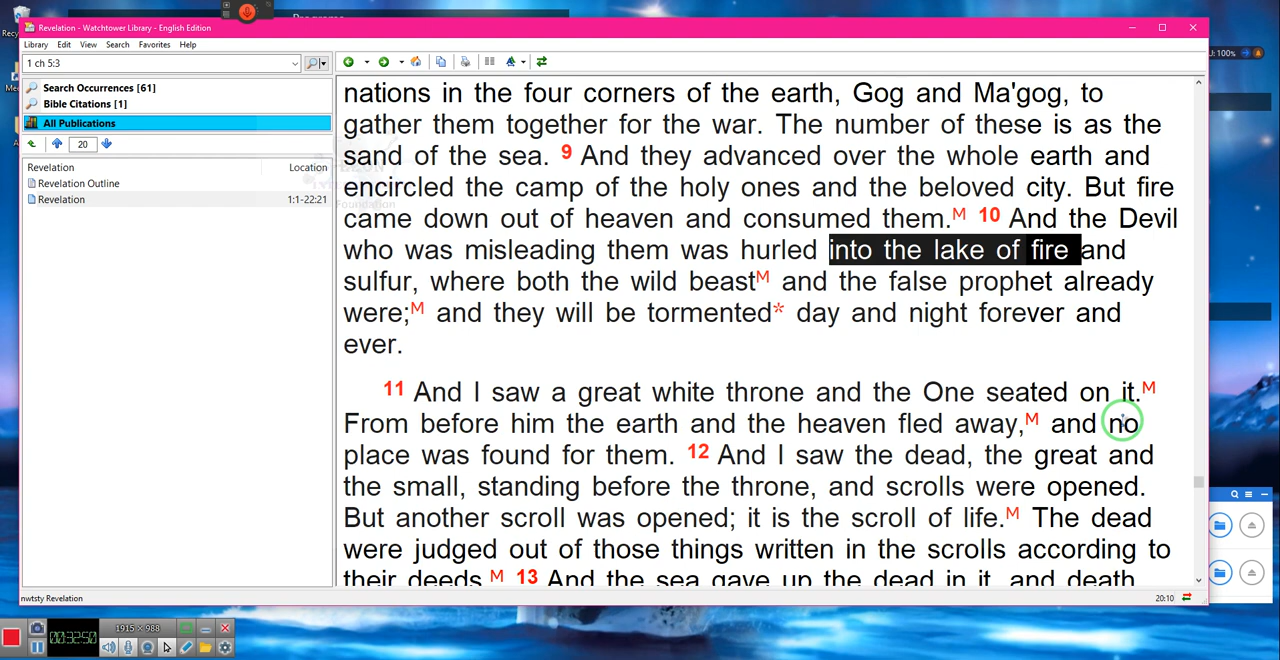 Revelation - Watchtower Library - English Edition
Library Edit View Search Favorites Help
1 ch 5:3
Search Occurrences [61]
Bible Citations [1]
All Publications
20
Revelation Location
Revelation Outline
Revelation 1:1-22:21
nations in the four corners of the earth, Gog and Ma'gog, to
gather them together for the war. The number of these is as the
sand of the sea. 9 And they advanced over the whole earth and
encircled the camp of the holy ones and the beloved city. But fire
came down out of heaven and consumed them.M 10 And the Devil
who was misleading them was hurled into the lake of fire and
sulfur, where both the wild beastM and the false prophet already
were;M and they will be tormented* day and night forever and
ever.
11 And I saw a great white throne and the One seated on it.M
From before him the earth and the heaven fled away,M and no
place was found for them. 12 And I saw the dead, the great and
the small, standing before the throne, and scrolls were opened.
But another scroll was opened; it is the scroll of life.M The dead
were judged out of those things written in the scrolls according to
their deeds.M 13 And the sea gave up the dead in it, and death
nwtsty Revelation
20:10
U: 100%
Foundation
1915 × 988
00:32:50